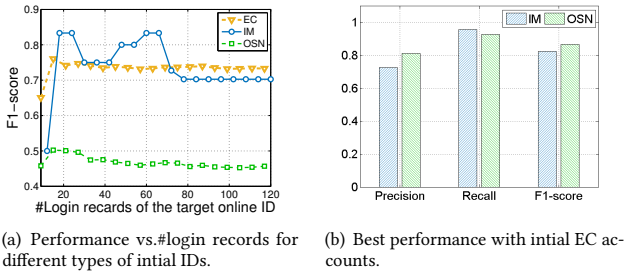 0.9
0.8
0.7
0.6
0.5
0.4
F1-score
EC
IM
OSN
20 40 60 80 100 120
#Login recards of the target online ID
(a) Performance vs.#login records for
different types of intial IDs.
1
0.8
0.6
0.4
0.2
0
IM OSN
Precision Recall F1-score
(b) Best performance with intial EC ac-
counts.